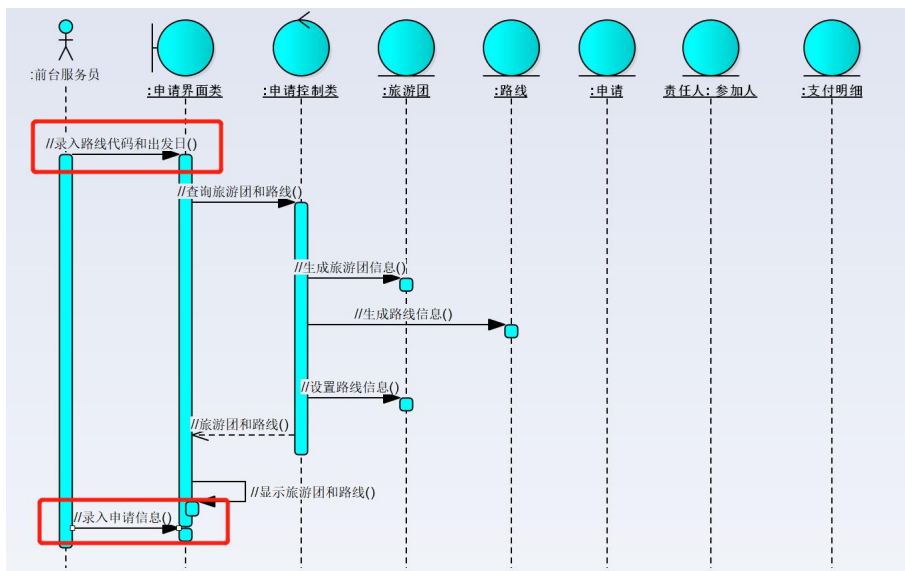 :前台服务员
:申请界面类
:申请控制类
:旅游团
:路线
:申请
责任人: 参加人
:支付明细
//录入路线代码和出发日()
//查询旅游团和路线()
//生成旅游团信息()
//生成路线信息()
//设置路线信息()
//旅游团和路线()
//显示旅游团和路线()
//录入申请信息()